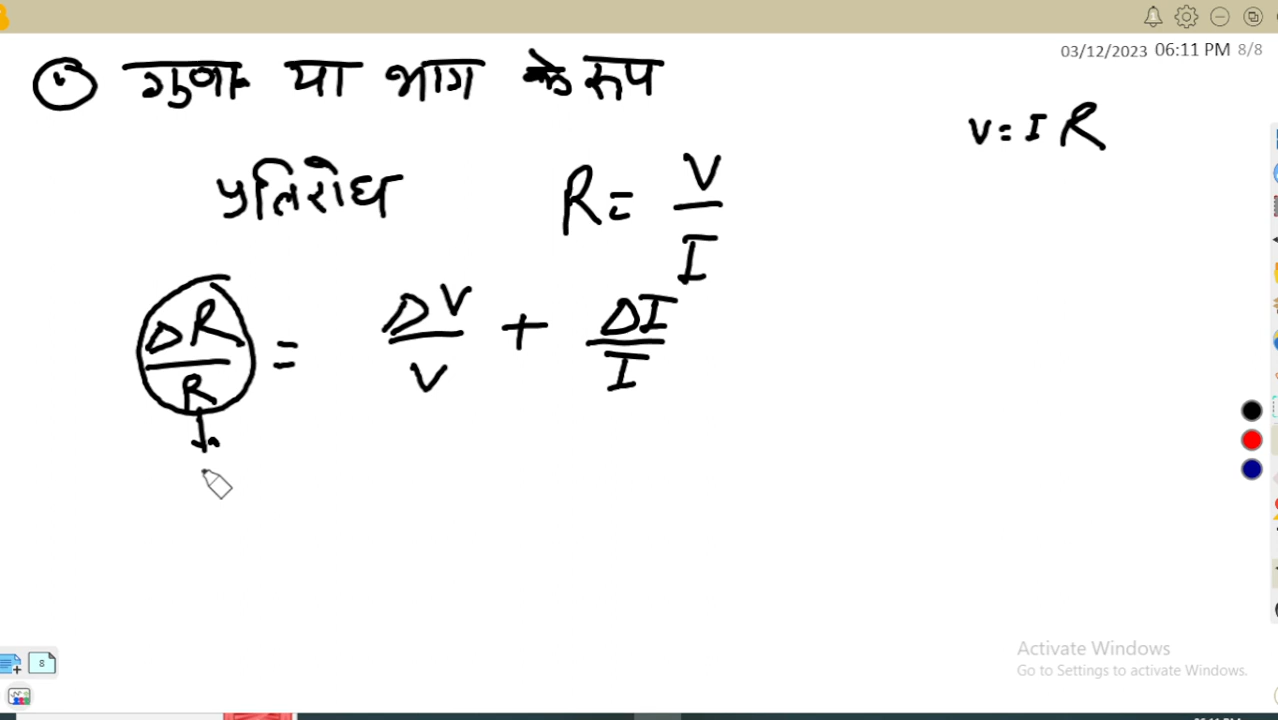 03/12/2023 06:11 PM 8/8
गुणा या भाग के रूप
V = I R
प्रतिरोध R = V / I
ΔR / R = ΔV / V + ΔI / I
8
Activate Windows
Go to Settings to activate Windows.